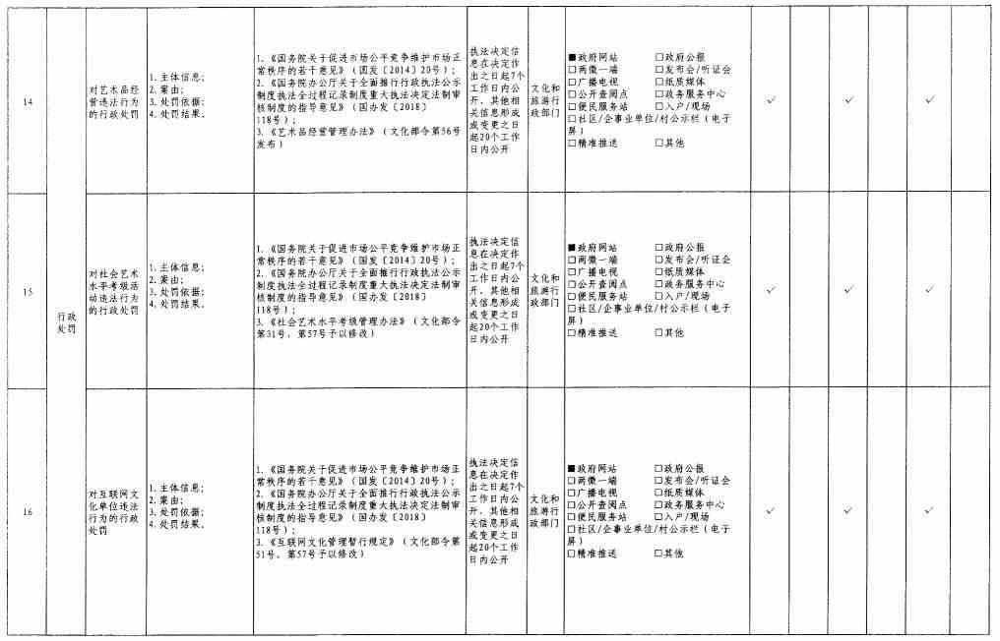 14
行政
处罚
对艺术品经
营违法行为
的行政处罚
1. 主体信息;
2. 案由;
3. 处罚依据;
4. 处罚结果。
1. 《国务院关于促进市场公平竞争维护市场正
常秩序的若干意见》（国发〔2014〕20号）;
2. 《国务院办公厅关于全面推行行政执法公示
制度执法全过程记录制度重大执法决定法制审
核制度的指导意见》（国办发〔2018〕
118号）;
3. 《艺术品经营管理办法》（文化部令第56号
发布）
执法决定信
息在决定作
出之日起7个
工作日内公
开，其他相
关信息形成
或变更之日
起20个工作
日内公开
文化和
旅游行
政部门
■政府网站 □政府公报
□两微一端 □发布会/听证会
□广播电视 □纸质媒体
□公开查阅点 □政务服务中心
□便民服务站 □入户/现场
□社区/企事业单位/村公示栏（电子
屏）
□精准推送 □其他
✓ ✓ ✓
15
对社会艺术
水平考级活
动违法行为
的行政处罚
1. 主体信息;
2. 案由;
3. 处罚依据;
4. 处罚结果。
1. 《国务院关于促进市场公平竞争维护市场正
常秩序的若干意见》（国发〔2014〕20号）;
2. 《国务院办公厅关于全面推行行政执法公示
制度执法全过程记录制度重大执法决定法制审
核制度的指导意见》（国办发〔2018〕
118号）;
3. 《社会艺术水平考级管理办法》（文化部令
第31号，第57号予以修改）
执法决定信
息在决定作
出之日起7个
工作日内公
开，其他相
关信息形成
或变更之日
起20个工作
日内公开
文化和
旅游行
政部门
■政府网站 □政府公报
□两微一端 □发布会/听证会
□广播电视 □纸质媒体
□公开查阅点 □政务服务中心
□便民服务站 □入户/现场
□社区/企事业单位/村公示栏（电子
屏）
□精准推送 □其他
✓ ✓ ✓
16
对互联网文
化单位违法
行为的行政
处罚
1. 主体信息;
2. 案由;
3. 处罚依据;
4. 处罚结果。
1. 《国务院关于促进市场公平竞争维护市场正
常秩序的若干意见》（国发〔2014〕20号）;
2. 《国务院办公厅关于全面推行行政执法公示
制度执法全过程记录制度重大执法决定法制审
核制度的指导意见》（国办发〔2018〕
118号）;
3. 《互联网文化管理暂行规定》（文化部令第
51号，第57号予以修改）
执法决定信
息在决定作
出之日起7个
工作日内公
开，其他相
关信息形成
或变更之日
起20个工作
日内公开
文化和
旅游行
政部门
■政府网站 □政府公报
□两微一端 □发布会/听证会
□广播电视 □纸质媒体
□公开查阅点 □政务服务中心
□便民服务站 □入户/现场
□社区/企事业单位/村公示栏（电子
屏）
□精准推送 □其他
✓ ✓ ✓